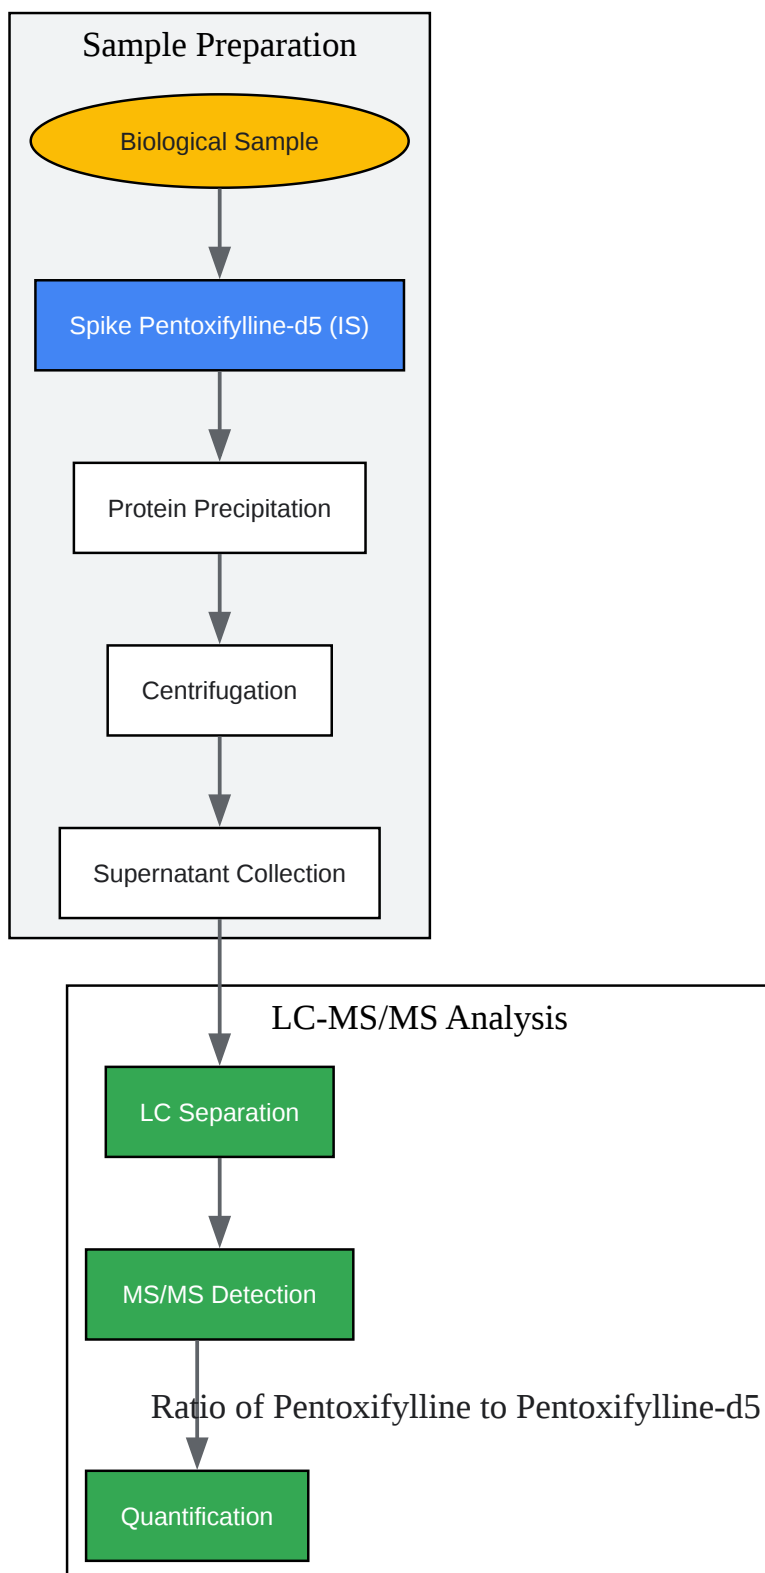 Sample Preparation
Biological Sample
Spike Pentoxifylline-d5 (IS)
Protein Precipitation
Centrifugation
Supernatant Collection
LC-MS/MS Analysis
LC Separation
MS/MS Detection
Ratio of Pentoxifylline to Pentoxifylline-d5
Quantification